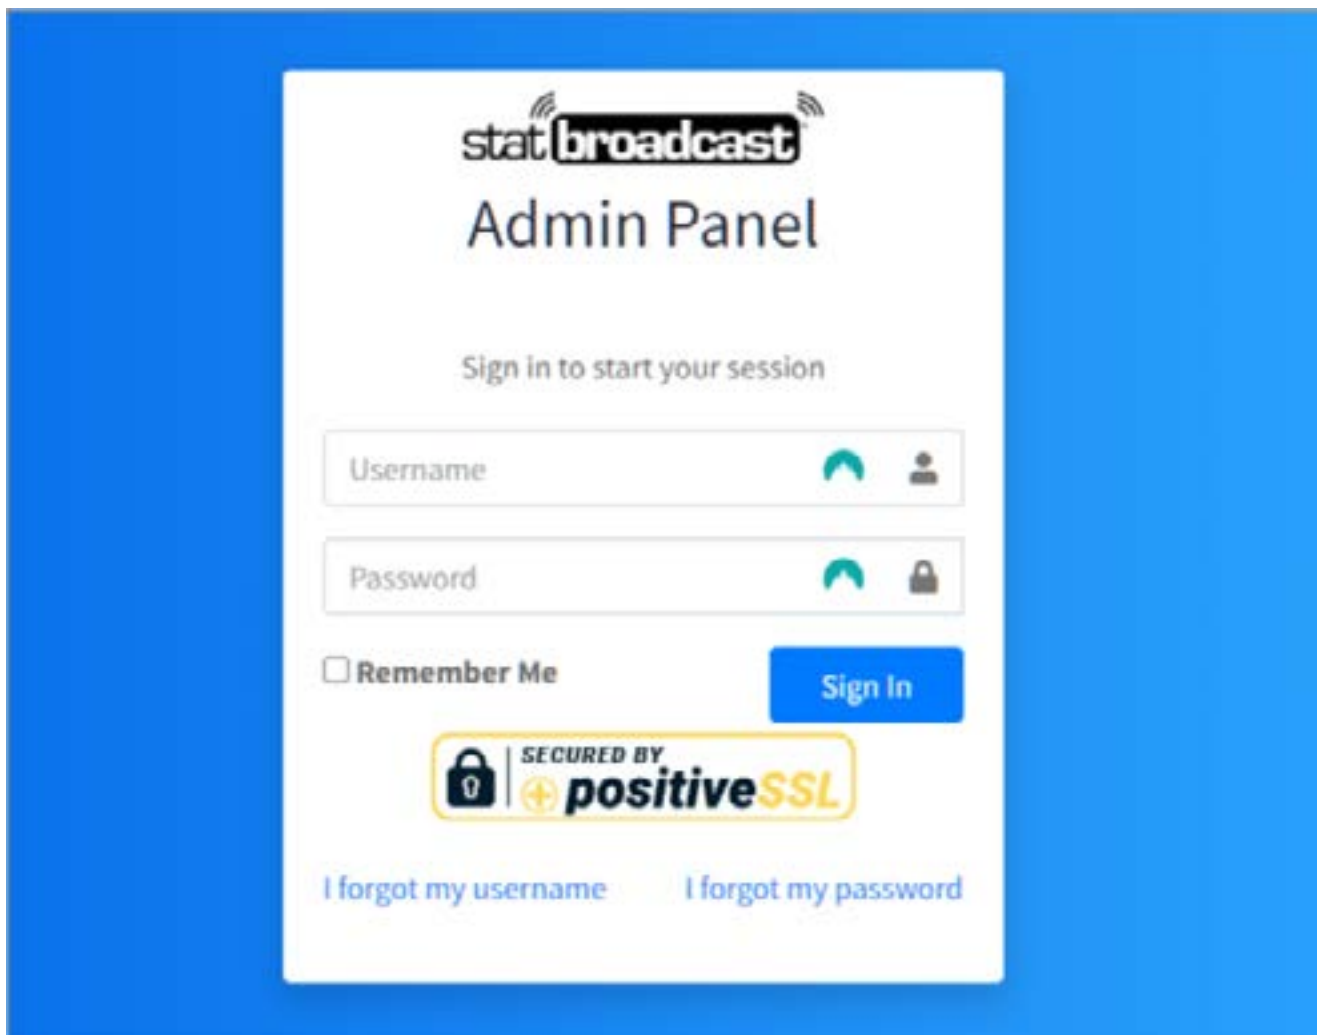 stat broadcast
Admin Panel
Sign in to start your session
Username
Password
Remember Me
Sign In
SECURED BY
positiveSSL
I forgot my username I forgot my password